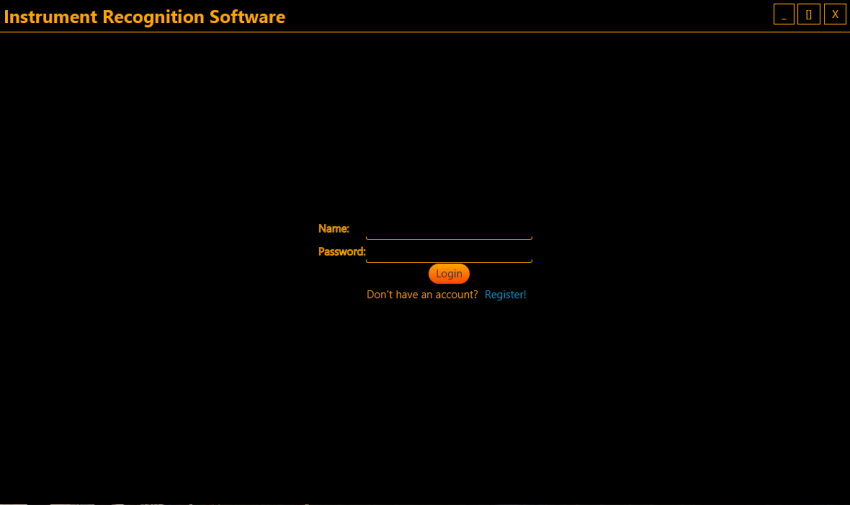 Instrument Recognition Software
_ [] X
Name:
Password:
Login
Don't have an account? Register!